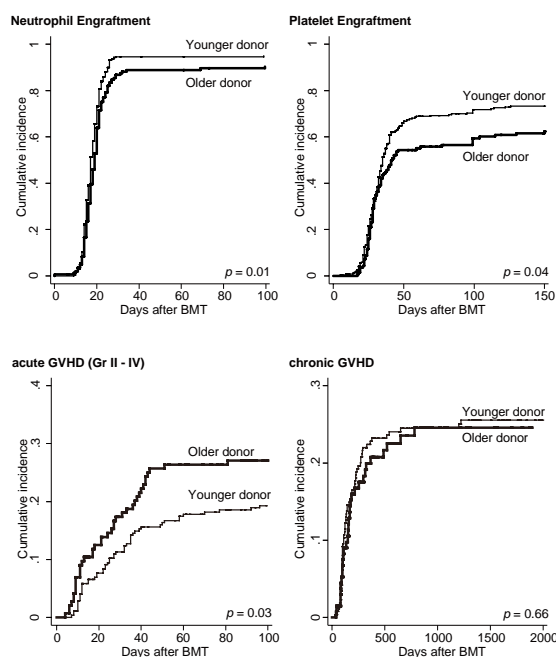 Neutrophil Engraftment
Cumulative incidence
1
.8
.6
.4
.2
0
Younger donor
Older donor
p = 0.01
0 20 40 60 80 100
Days after BMT
Platelet Engraftment
Cumulative incidence
1
.8
.6
.4
.2
0
Younger donor
Older donor
p = 0.04
0 50 100 150
Days after BMT
acute GVHD (Gr II - IV)
Cumulative incidence
.4
.3
.2
.1
0
Older donor
Younger donor
p = 0.03
0 20 40 60 80 100
Days after BMT
chronic GVHD
Cumulative incidence
.3
.2
.1
0
Younger donor
Older donor
p = 0.66
0 500 1000 1500 2000
Days after BMT